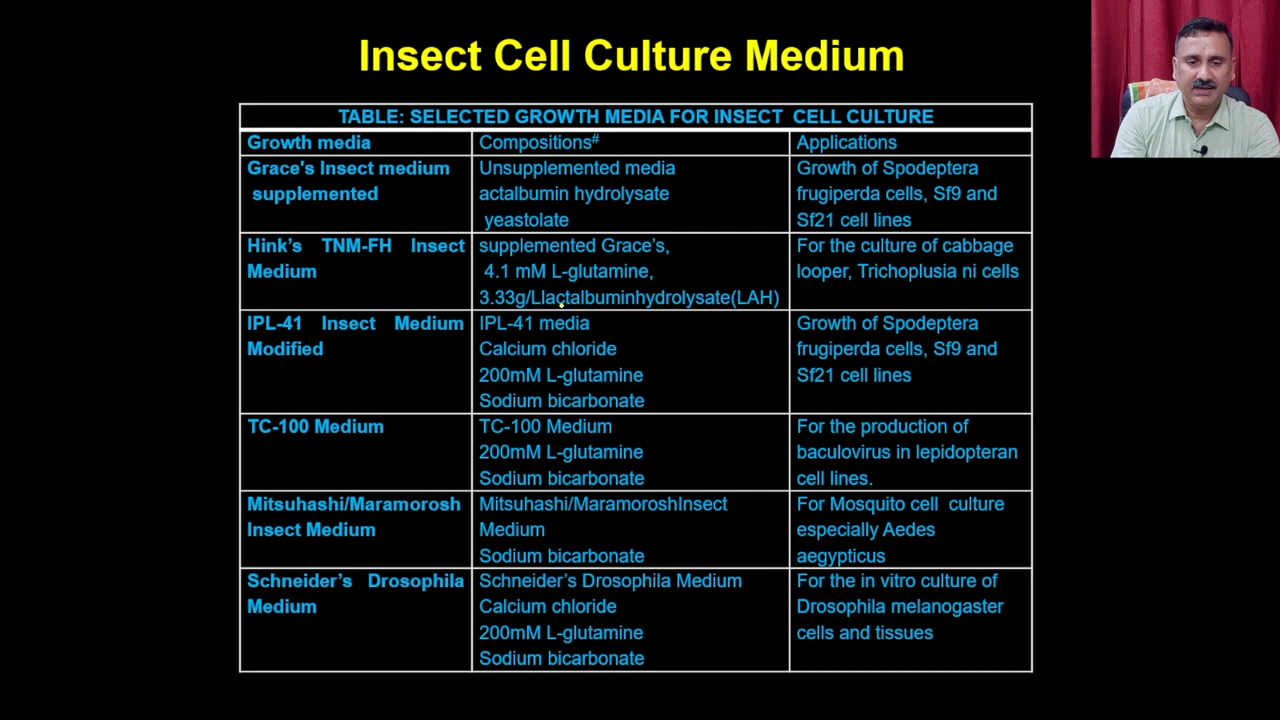 Insect Cell Culture Medium
TABLE: SELECTED GROWTH MEDIA FOR INSECT CELL CULTURE
Growth media
Compositions#
Applications
Grace's Insect medium
supplemented
Unsupplemented media
actalbumin hydrolysate
yeastolate
Growth of Spodeptera
frugiperda cells, Sf9 and
Sf21 cell lines
Hink’s TNM-FH Insect
Medium
supplemented Grace’s,
4.1 mM L-glutamine,
3.33g/Llactalbuminhydrolysate(LAH)
For the culture of cabbage
looper, Trichoplusia ni cells
IPL-41 Insect Medium
Modified
IPL-41 media
Calcium chloride
200mM L-glutamine
Sodium bicarbonate
Growth of Spodeptera
frugiperda cells, Sf9 and
Sf21 cell lines
TC-100 Medium
TC-100 Medium
200mM L-glutamine
Sodium bicarbonate
For the production of
baculovirus in lepidopteran
cell lines.
Mitsuhashi/Maramorosh
Insect Medium
Mitsuhashi/MaramoroshInsect
Medium
Sodium bicarbonate
For Mosquito cell culture
especially Aedes
aegypticus
Schneider’s Drosophila
Medium
Schneider’s Drosophila Medium
Calcium chloride
200mM L-glutamine
Sodium bicarbonate
For the in vitro culture of
Drosophila melanogaster
cells and tissues